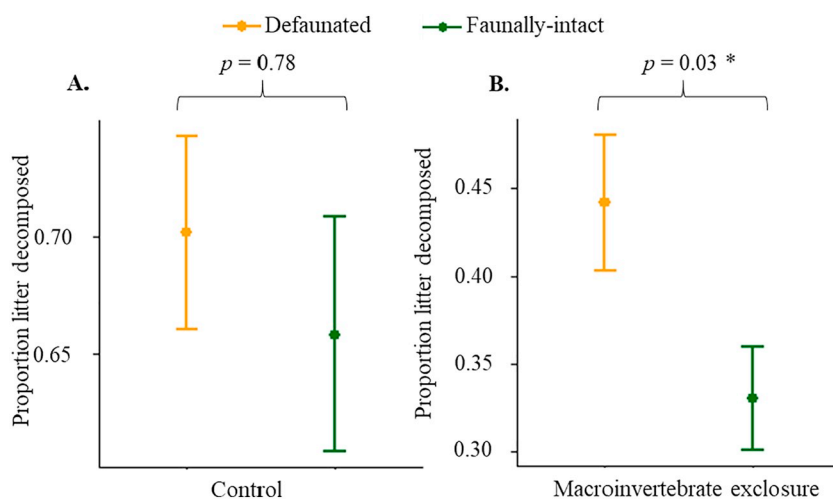 Defaunated Faunally-intact
A. p = 0.78
B. p = 0.03 *
Proportion litter decomposed
0.70
0.65
Control
Proportion litter decomposed
0.45
0.40
0.35
0.30
Macroinvertebrate exclosure